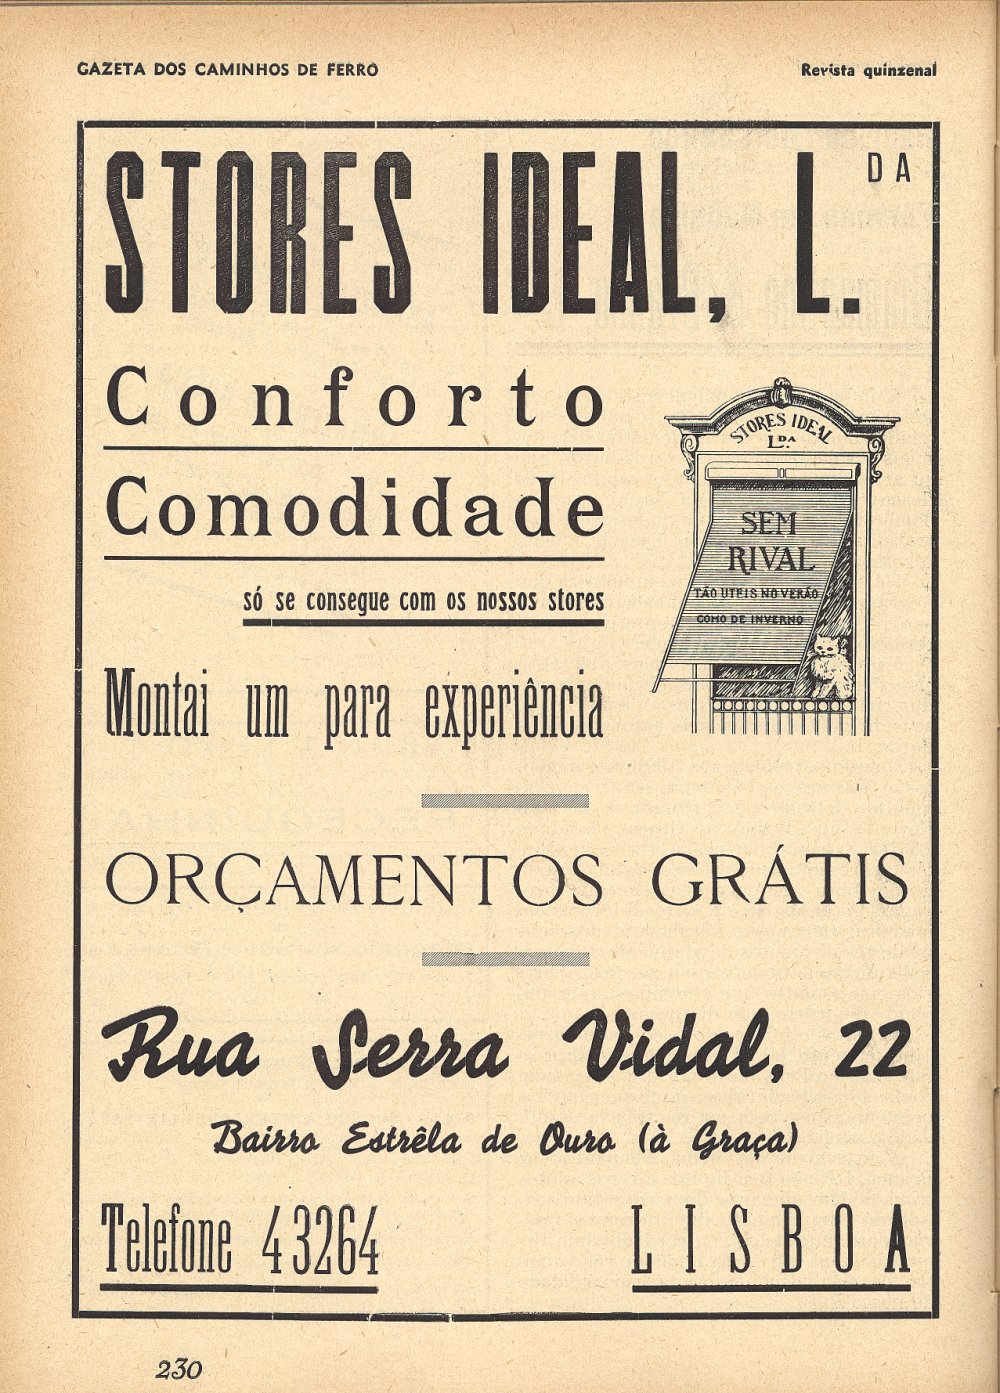 GAZETA DOS CAMINHOS DE FERRO
Revista quinzenal
STORES IDEAL, L.DA
Conforto
Comodidade
só se consegue com os nossos stores
Montai um para experiência
STORES IDEAL
L.DA
SEM
RIVAL
TÃO UTEIS NO VERÃO
COMO DE INVERNO
ORÇAMENTOS GRÁTIS
Rua Serra Vidal, 22
Bairro Estrêla de Ouro (à Graça)
Telefone 43264
LISBOA
230